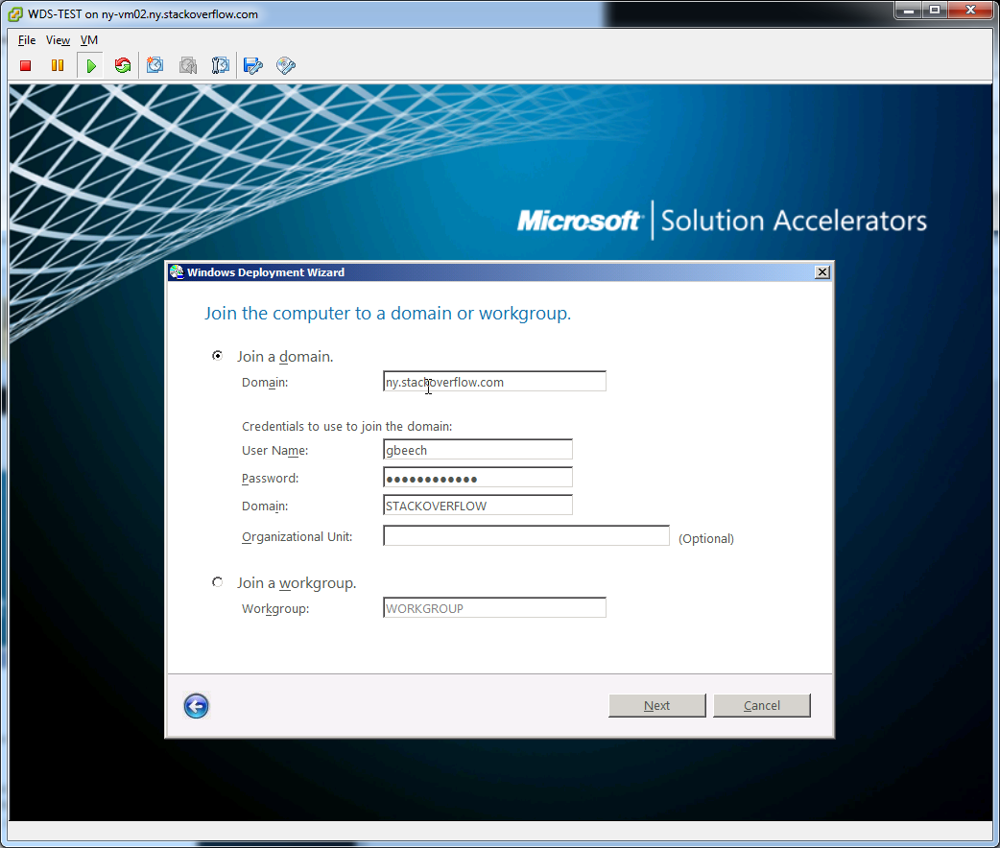 WDS-TEST on ny-vm02.ny.stackoverflow.com
File View VM
Microsoft Solution Accelerators
Windows Deployment Wizard
Join the computer to a domain or workgroup.
Join a domain.
Domain: ny.stackoverflow.com
Credentials to use to join the domain:
User Name: gbeech
Password: ●●●●●●●●●●●●
Domain: STACKOVERFLOW
Organizational Unit: (Optional)
Join a workgroup.
Workgroup: WORKGROUP
Next Cancel